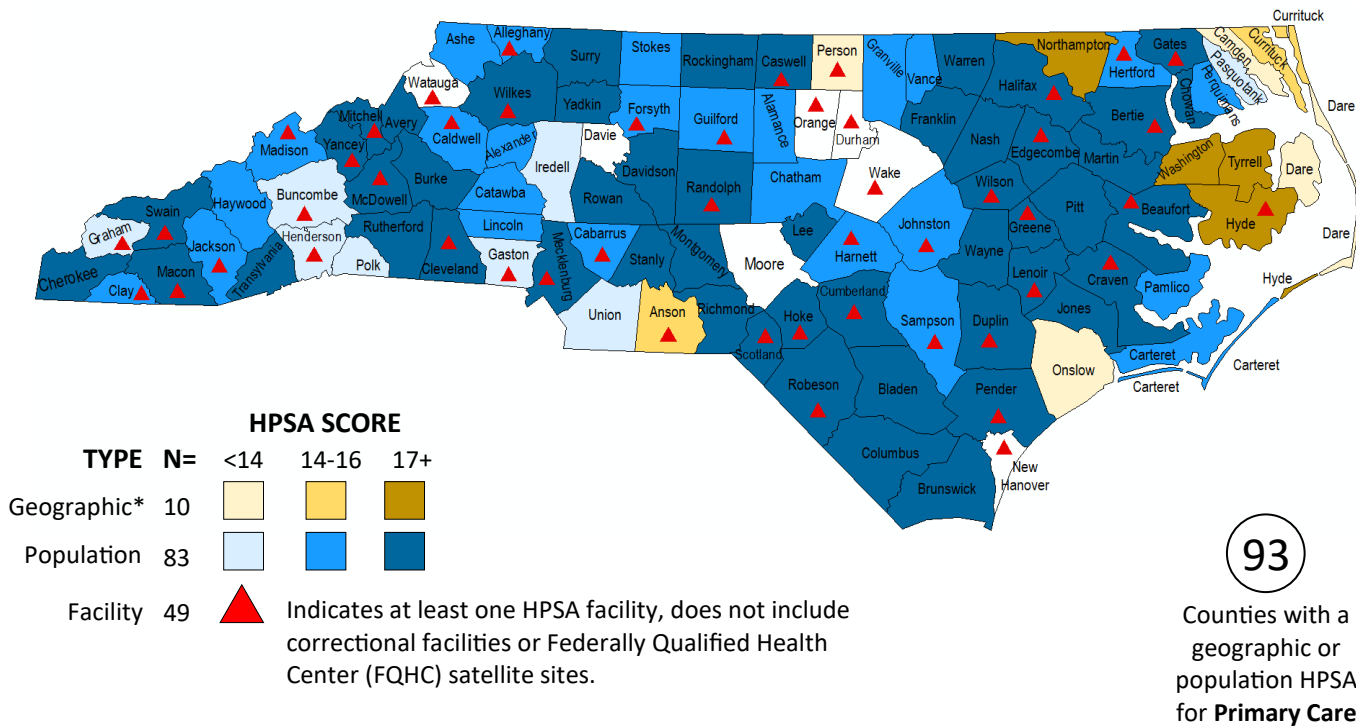 Currituck
Alleghany
Ashe
Stokes
Surry
Rockingham
Caswell
Person
Granville
Vance
Warren
Northampton
Gates
Camden
Currituck
Pasquotank
Perquimans
Hertford
Halifax
Chowan
Dare
Watauga
Wilkes
Yadkin
Forsyth
Guilford
Alamance
Orange
Durham
Franklin
Nash
Bertie
Mitchell
Avery
Caldwell
Alexander
Davie
Iredell
Madison
Yancey
Edgecombe
Martin
Washington
Tyrrell
Dare
Buncombe
McDowell
Burke
Catawba
Davidson
Randolph
Chatham
Wake
Wilson
Pitt
Beaufort
Hyde
Haywood
Swain
Rowan
Rutherford
Lincoln
Johnston
Greene
Dare
Graham
Jackson
Henderson
Polk
Cleveland
Gaston
Mecklenburg
Cabarrus
Stanly
Montgomery
Moore
Lee
Harnett
Wayne
Lenoir
Craven
Hyde
Pamlico
Cherokee
Macon
Clay
Transylvania
Union
Anson
Richmond
Cumberland
Hoke
Scotland
Sampson
Duplin
Jones
Onslow
Carteret
Carteret
Carteret
Robeson
Bladen
Pender
Columbus
Brunswick
New
Hanover
HPSA SCORE
TYPE N= <14 14-16 17+
Geographic* 10
Population 83
Facility 49 Indicates at least one HPSA facility, does not include
correctional facilities or Federally Qualified Health
Center (FQHC) satellite sites.
93
Counties with a
geographic or
population HPSA
for Primary Care